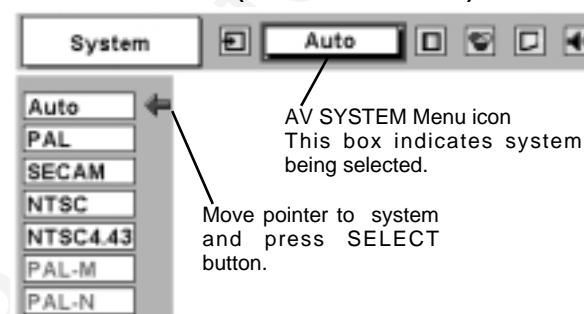 System
Auto
Auto
PAL
SECAM
NTSC
NTSC4.43
PAL-M
PAL-N
AV SYSTEM Menu icon
This box indicates system
being selected.
Move pointer to system
and press SELECT
button.